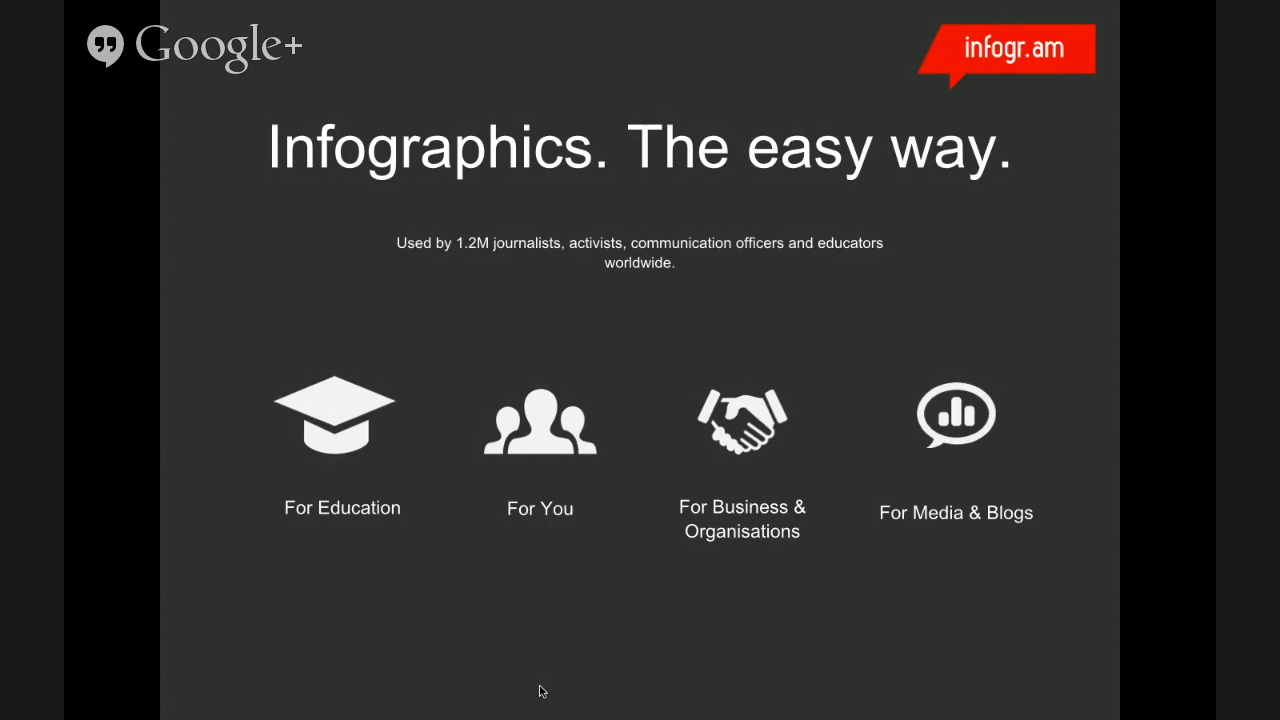 Google+
infogr.am
Infographics. The easy way.
Used by 1.2M journalists, activists, communication officers and educators
worldwide.
For Education
For You
For Business &
Organisations
For Media & Blogs